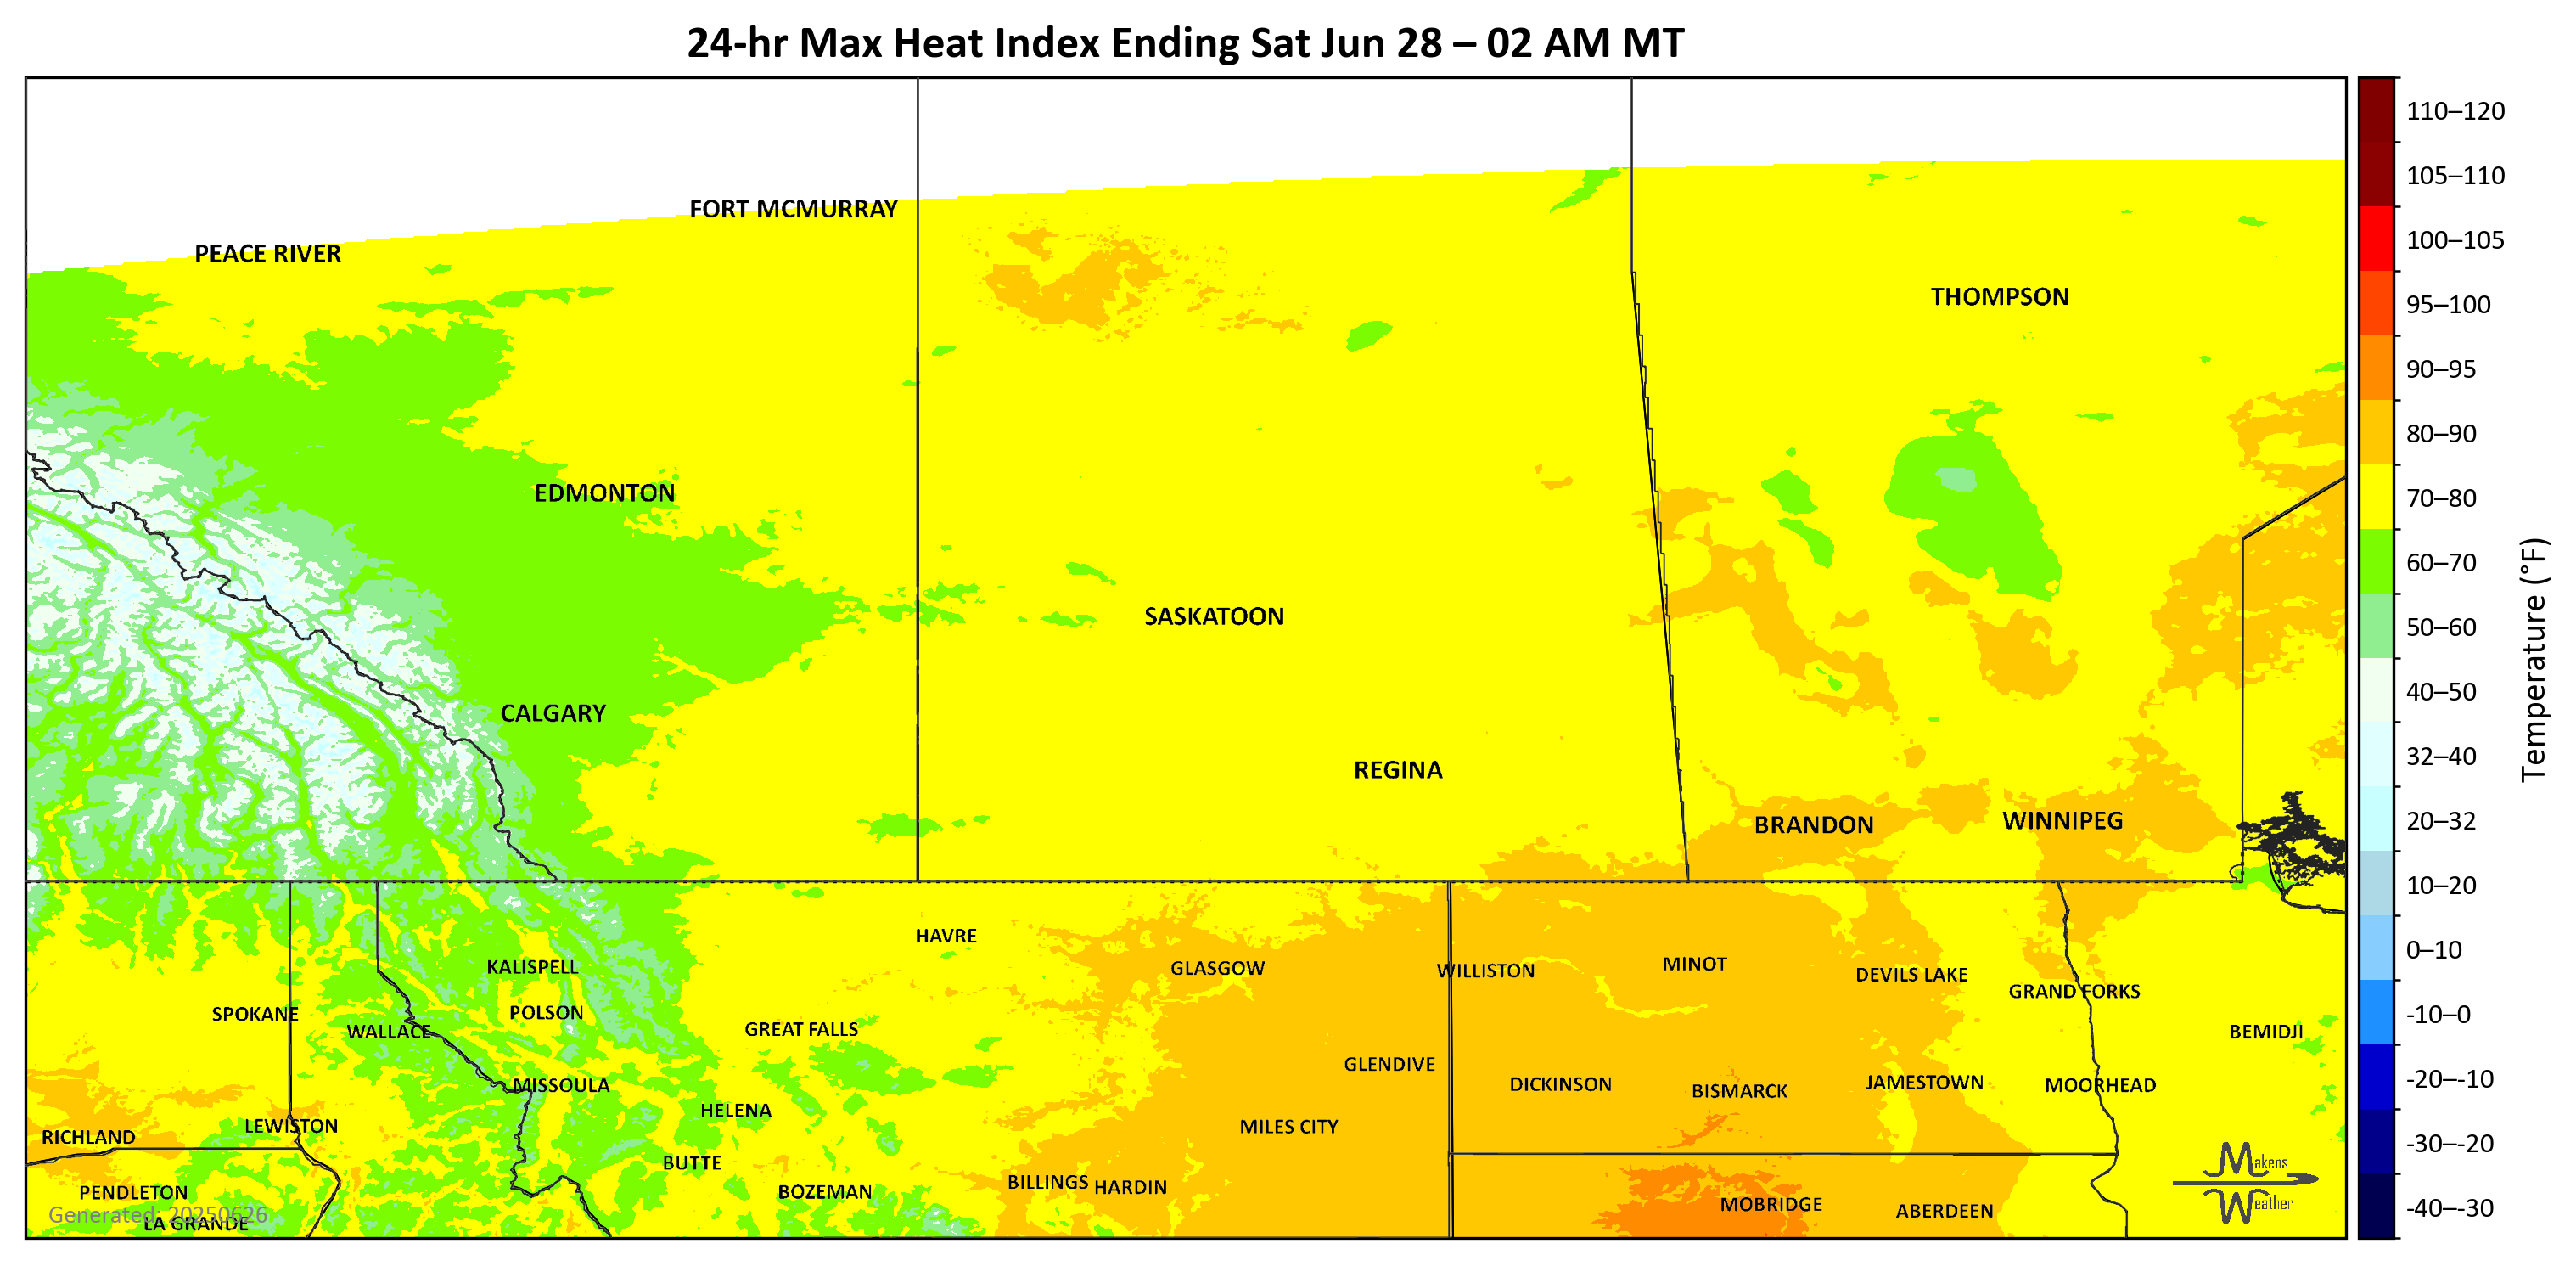 24-hr Max Heat Index Ending Sat Jun 28 – 02 AM MT
110–120
105–110
100–105
95–100
90–95
80–90
70–80
60–70
50–60
40–50
32–40
20–32
10–20
0–10
-10–0
-20–-10
-30–-20
-40–-30
Temperature (°F)
FORT MCMURRAY
PEACE RIVER
THOMPSON
EDMONTON
SASKATOON
CALGARY
REGINA
BRANDON
WINNIPEG
HAVRE
KALISPELL
GLASGOW
WILLISTON
MINOT
DEVILS LAKE
GRAND FORKS
SPOKANE
POLSON
WALLACE
GREAT FALLS
BEMIDJI
GLENDIVE
MISSOULA
DICKINSON
BISMARCK
JAMESTOWN
MOORHEAD
HELENA
LEWISTON
MILES CITY
RICHLAND
BUTTE
BILLINGS
HARDIN
PENDLETON
BOZEMAN
MOBRIDGE
ABERDEEN
LA GRANDE
Generated: 20250626
Makens
Weather